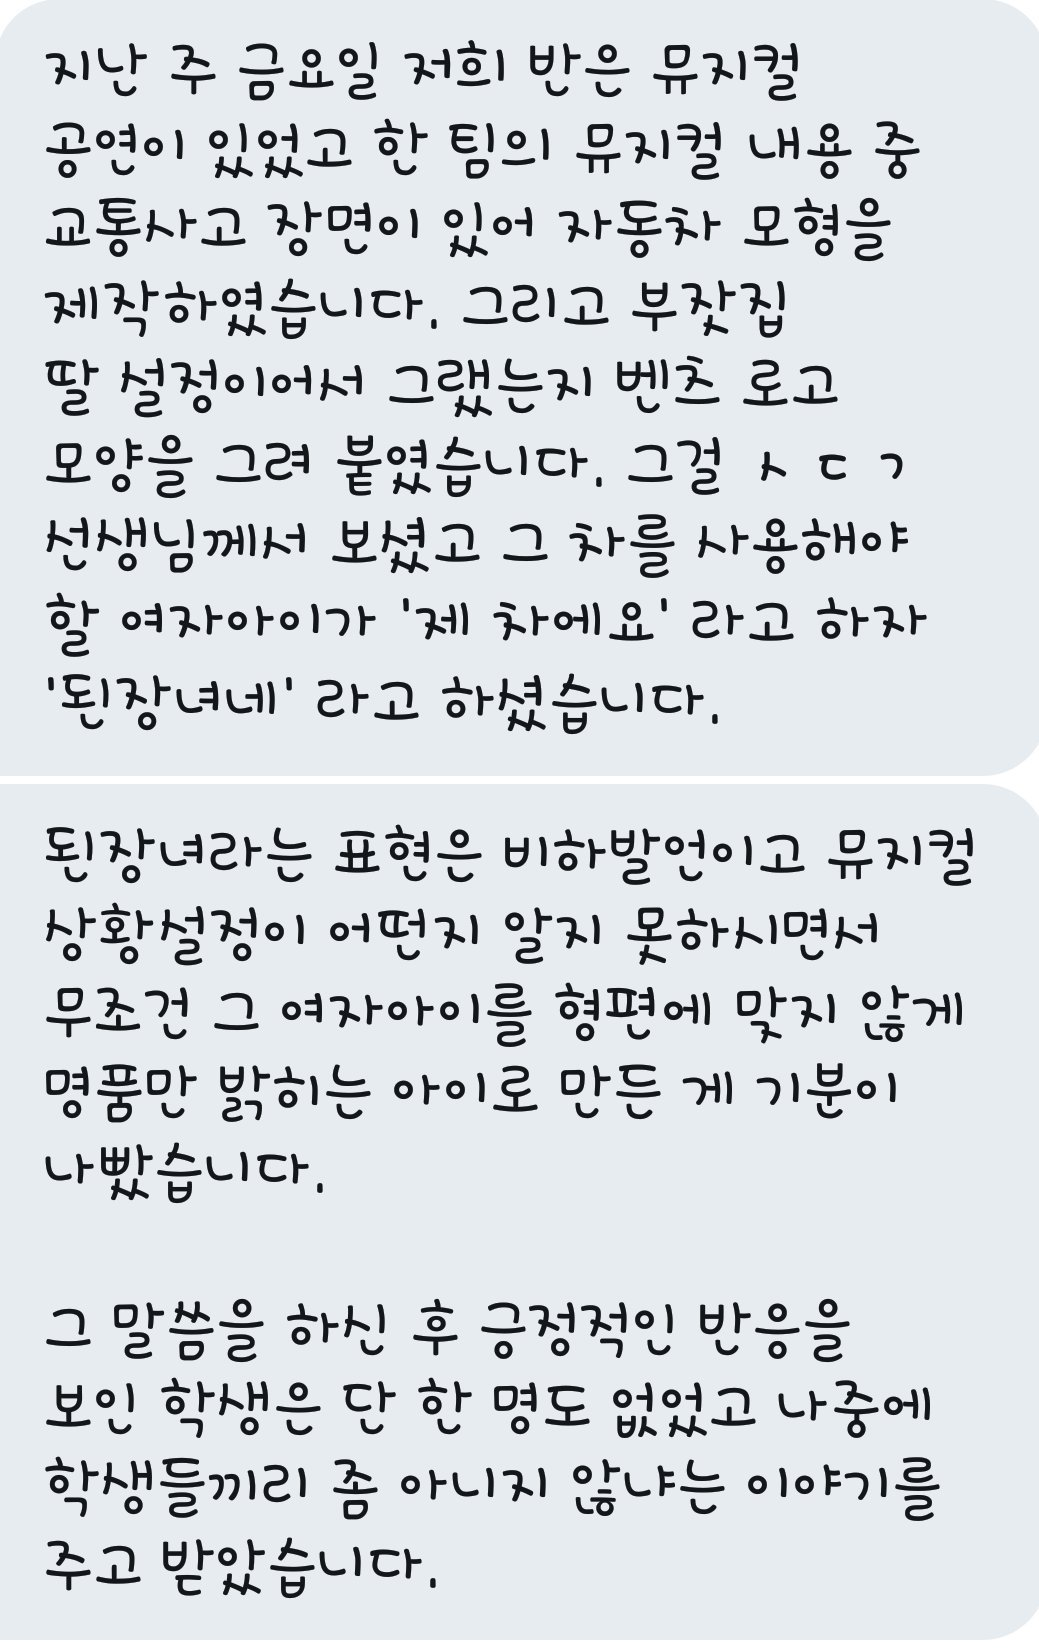 지난 주 금요일 저희 반은 뮤지컬
공연이 있었고 한 팀의 뮤지컬 내용 중
교통사고 장면이 있어 자동차 모형을
제작하였습니다. 그리고 부잣집
딸 설정이어서 그랬는지 벤츠 로고
모양을 그려 붙였습니다. 그걸 ㅅㄷㄱ
선생님께서 보셨고 그 차를 사용해야
할 여자아이가 '제 차에요' 라고 하자
'된장녀네' 라고 하셨습니다.
된장녀라는 표현은 비하발언이고 뮤지컬
상황설정이 어떤지 알지 못하시면서
무조건 그 여자아이를 형편에 맞지 않게
명품만 밝히는 아이로 만든 게 기분이
나빴습니다.
그 말씀을 하신 후 긍정적인 반응을
보인 학생은 단 한 명도 없었고 나중에
학생들끼리 좀 아니지 않냐는 이야기를
주고 받았습니다.